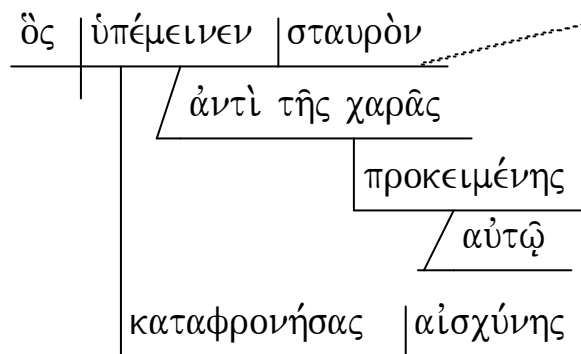 ὃς ὑπέμεινεν σταυρὸν
ἀντὶ τῆς χαρᾶς
προκειμένης
αὐτῷ
καταφρονήσας αἰσχύνης